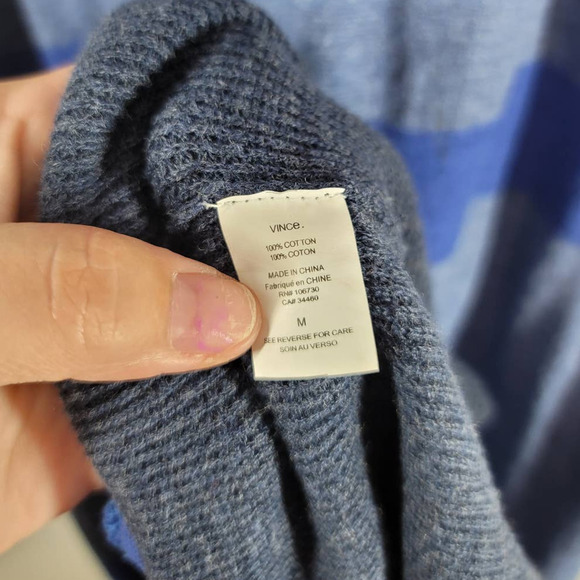 VINCe.
100% COTTON
100% COTON
MADE IN CHINA
Fabriqué en CHINE
RN# 106730
CA# 34460
M
SEE REVERSE FOR CARE
SOIN AU VERSO